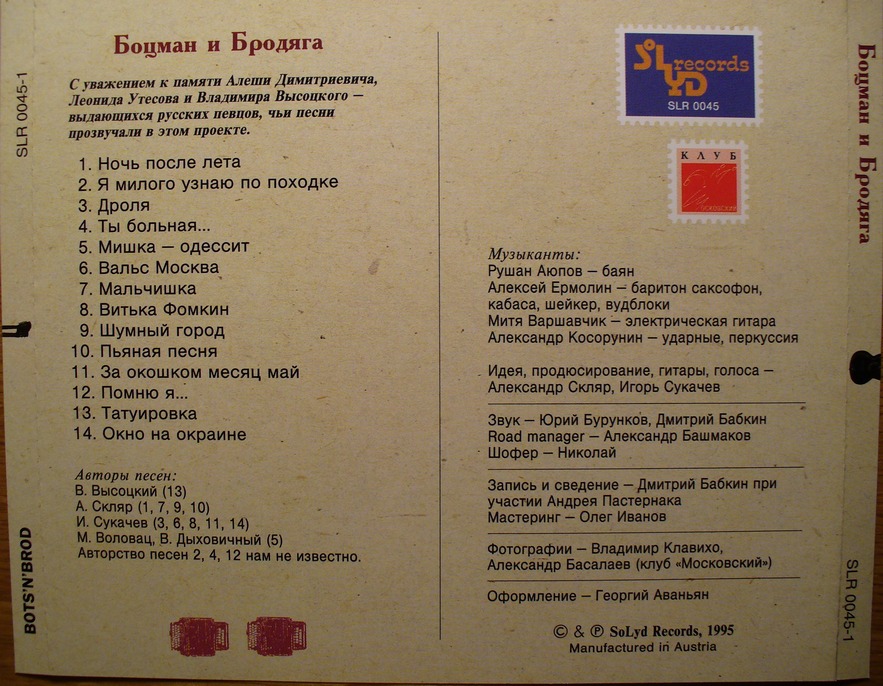 Боцман и Бродяга
С уважением к памяти Алеши Димитриевича,
Леонида Утесова и Владимира Высоцкого —
выдающихся русских певцов, чьи песни
прозвучали в этом проекте.
1. Ночь после лета
2. Я милого узнаю по походке
3. Дроля
4. Ты больная...
5. Мишка — одессит
6. Вальс Москва
7. Мальчишка
8. Витька Фомкин
9. Шумный город
10. Пьяная песня
11. За окошком месяц май
12. Помню я...
13. Татуировка
14. Окно на окраине
Авторы песен:
В. Высоцкий (13)
А. Скляр (1, 7, 9, 10)
И. Сукачев (3, 6, 8, 11, 14)
М. Воловац, В. Дыховичный (5)
Авторство песен 2, 4, 12 нам не известно.
SLR 0045-1
BOTS'N'BROD
SOLYD records
SLR 0045
КЛУБ
Музыканты:
Рушан Аюпов — баян
Алексей Ермолин — баритон саксофон,
кабаса, шейкер, вудблоки
Митя Варшавчик — электрическая гитара
Александр Косорунин — ударные, перкуссия
Идея, продюсирование, гитары, голоса —
Александр Скляр, Игорь Сукачев
Звук — Юрий Бурунков, Дмитрий Бабкин
Road manager — Александр Башмаков
Шофер — Николай
Запись и сведение — Дмитрий Бабкин при
участии Андрея Пастернака
Мастеринг — Олег Иванов
Фотографии — Владимир Клавихо,
Александр Басалаев (клуб «Московский»)
Оформление — Георгий Аваньян
© & ℗ SoLyd Records, 1995
Manufactured in Austria
Боцман и Бродяга
SLR 0045-1